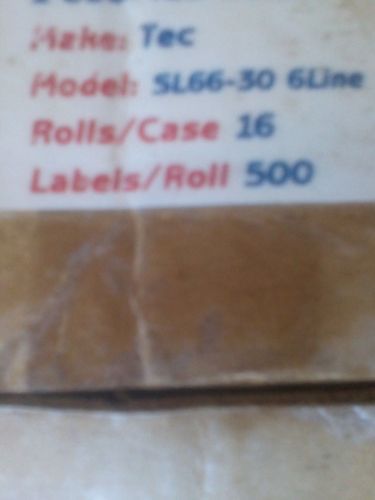 Make: Tec
Model: SL66-30 6Line
Rolls/Case 16
Labels/Roll 500